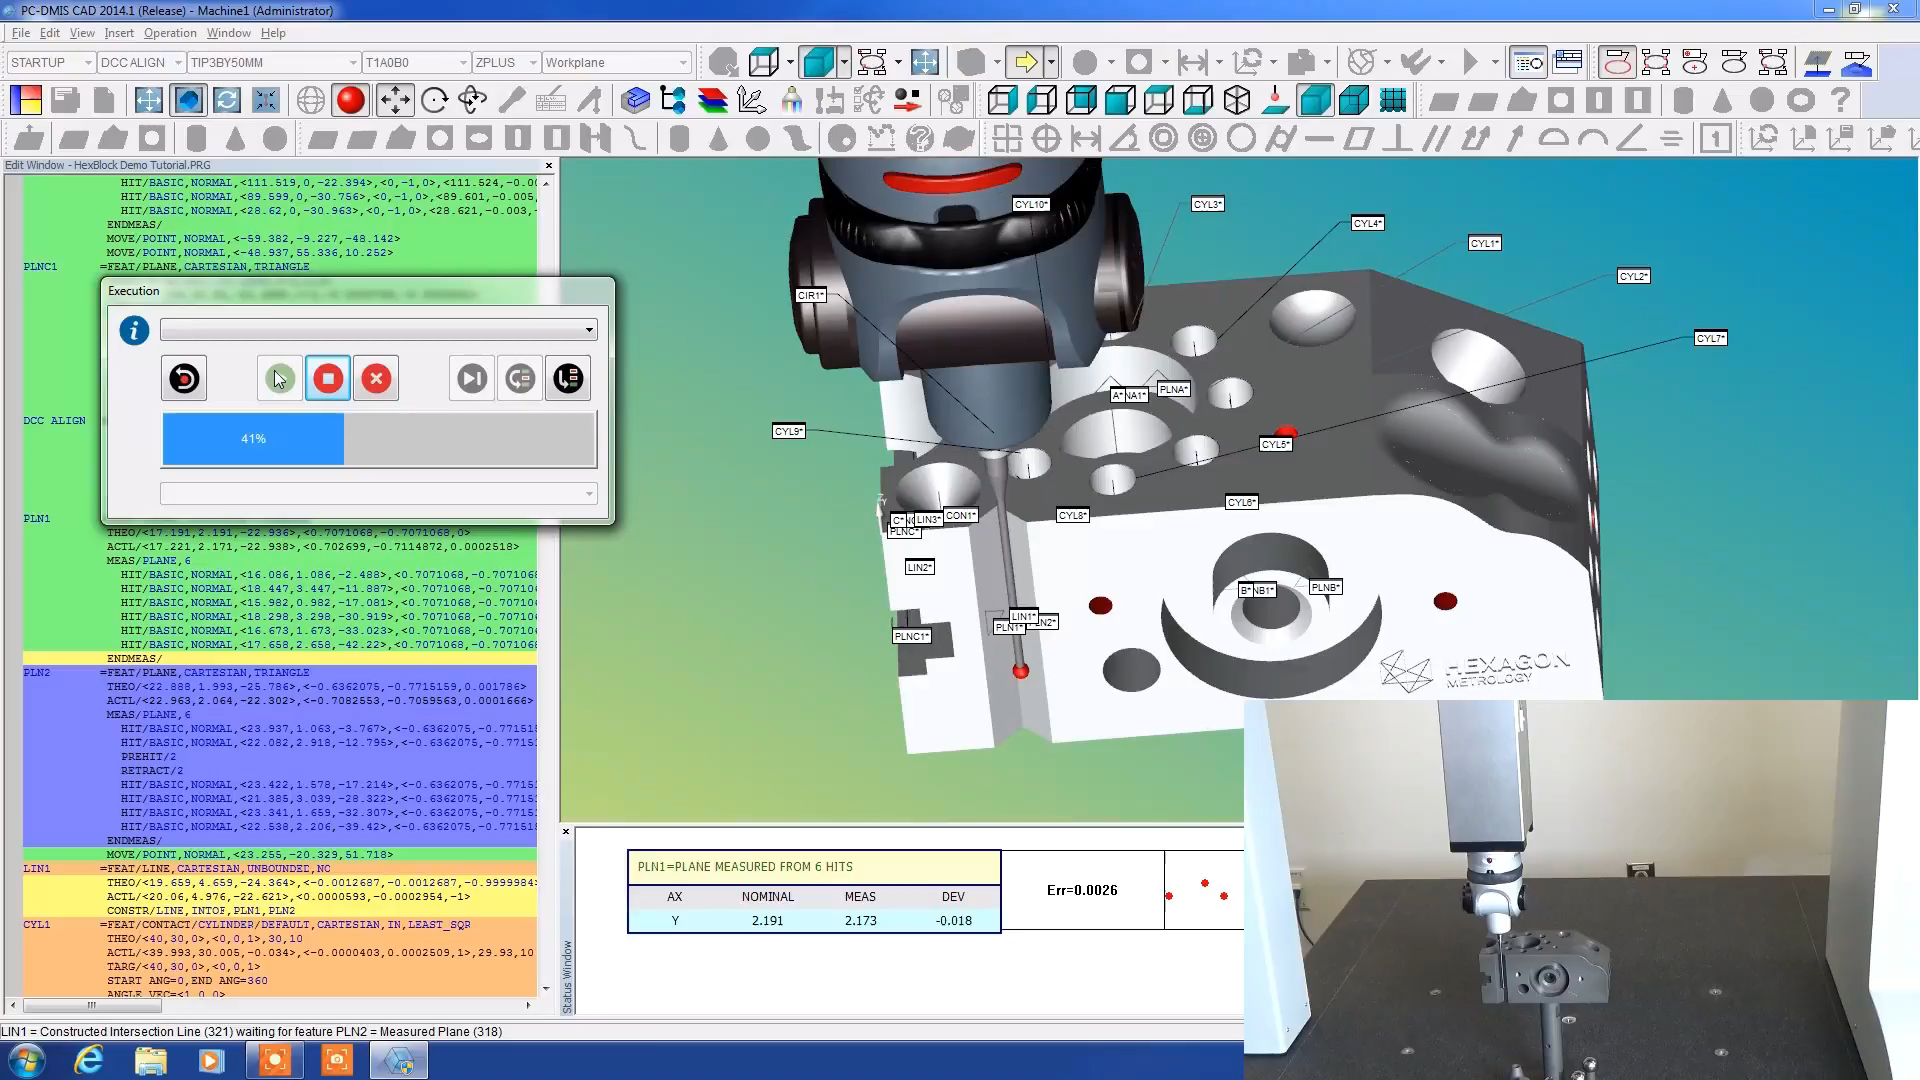 PC-DMIS CAD 2014.1 (Release) - Machine1 (Administrator)
File Edit View Insert Operation Window Help
STARTUP DCC ALIGN TIP3BY50MM T1A0B0 ZPLUS Workplane
Edit Window - HexBlock Demo Tutorial.PRG
HIT/BASIC,NORMAL,<111.519,0,-22.394>,<0,-1,0>,<111.524,-0.00
HIT/BASIC,NORMAL,<89.599,0,-30.756>,<0,-1,0>,<89.601,-0.005,
HIT/BASIC,NORMAL,<28.62,0,-30.963>,<0,-1,0>,<28.621,-0.003,-
ENDMEAS/
MOVE/POINT,NORMAL,<-59.382,-9.227,-48.142>
MOVE/POINT,NORMAL,<-48.937,55.336,10.252>
PLNC1 =FEAT/PLANE,CARTESIAN,TRIANGLE
Execution
41%
DCC ALIGN
PLN1
THEO/<17.191,2.191,-22.936>,<0.7071068,-0.7071068,0>
ACTL/<17.221,2.171,-22.938>,<0.702699,-0.7114872,0.0002518>
MEAS/PLANE,6
HIT/BASIC,NORMAL,<16.086,1.086,-2.488>,<0.7071068,-0.7071068
HIT/BASIC,NORMAL,<18.447,3.447,-11.887>,<0.7071068,-0.707106
HIT/BASIC,NORMAL,<15.982,0.982,-17.081>,<0.7071068,-0.707106
HIT/BASIC,NORMAL,<18.298,3.298,-30.919>,<0.7071068,-0.707106
HIT/BASIC,NORMAL,<16.673,1.673,-33.023>,<0.7071068,-0.707106
HIT/BASIC,NORMAL,<17.658,2.658,-42.22>,<0.7071068,-0.7071068
ENDMEAS/
PLN2 =FEAT/PLANE,CARTESIAN,TRIANGLE
THEO/<22.888,1.993,-25.786>,<-0.6362075,-0.7715159,0.001786>
ACTL/<22.963,2.064,-22.302>,<-0.7082553,-0.7059563,0.0001666>
MEAS/PLANE,6
HIT/BASIC,NORMAL,<23.937,1.063,-3.767>,<-0.6362075,-0.771515
HIT/BASIC,NORMAL,<22.082,2.918,-12.795>,<-0.6362075,-0.77151
PREHIT/2
RETRACT/2
HIT/BASIC,NORMAL,<23.422,1.578,-17.214>,<-0.6362075,-0.77151
HIT/BASIC,NORMAL,<21.385,3.039,-28.322>,<-0.6362075,-0.77151
HIT/BASIC,NORMAL,<23.341,1.659,-32.307>,<-0.6362075,-0.77151
HIT/BASIC,NORMAL,<22.538,2.206,-39.42>,<-0.6362075,-0.771515
ENDMEAS/
MOVE/POINT,NORMAL,<23.255,-20.329,51.718>
LIN1 =FEAT/LINE,CARTESIAN,UNBOUNDED,NO
THEO/<19.659,4.659,-24.364>,<-0.0012687,-0.0012687,-0.9999984>
ACTL/<20.06,4.976,-22.621>,<-0.0000593,-0.0002954,-1>
CONSTR/LINE,INTOF,PLN1,PLN2
CYL1 =FEAT/CONTACT/CYLINDER/DEFAULT,CARTESIAN,IN,LEAST_SQR
THEO/<40,30,0>,<0,0,1>,30,10
ACTL/<39.993,30.005,-0.034>,<-0.0000403,0.0002509,1>,29.93,10
TARG/<40,30,0>,<0,0,1>
START ANG=0,END ANG=360
ANGLE VEC=<1,0,0>
CYL10*
CYL3*
CYL4*
CYL1*
CYL2*
CIR1*
CYL7*
A* NA1* PLNA*
CYL9*
CYL5*
CYL6*
CYL8*
LIN3* CON1*
PLNC*
LIN2*
B* NB1* PLNB*
LIN1*
PLN1* PLN2*
PLNC1*
HEXAGON
METROLOGY
PLN1=PLANE MEASURED FROM 6 HITS
AX NOMINAL MEAS DEV
Y 2.191 2.173 -0.018
Err=0.0026
Status Window
LIN1 = Constructed Intersection Line (321) waiting for feature PLN2 = Measured Plane (318)